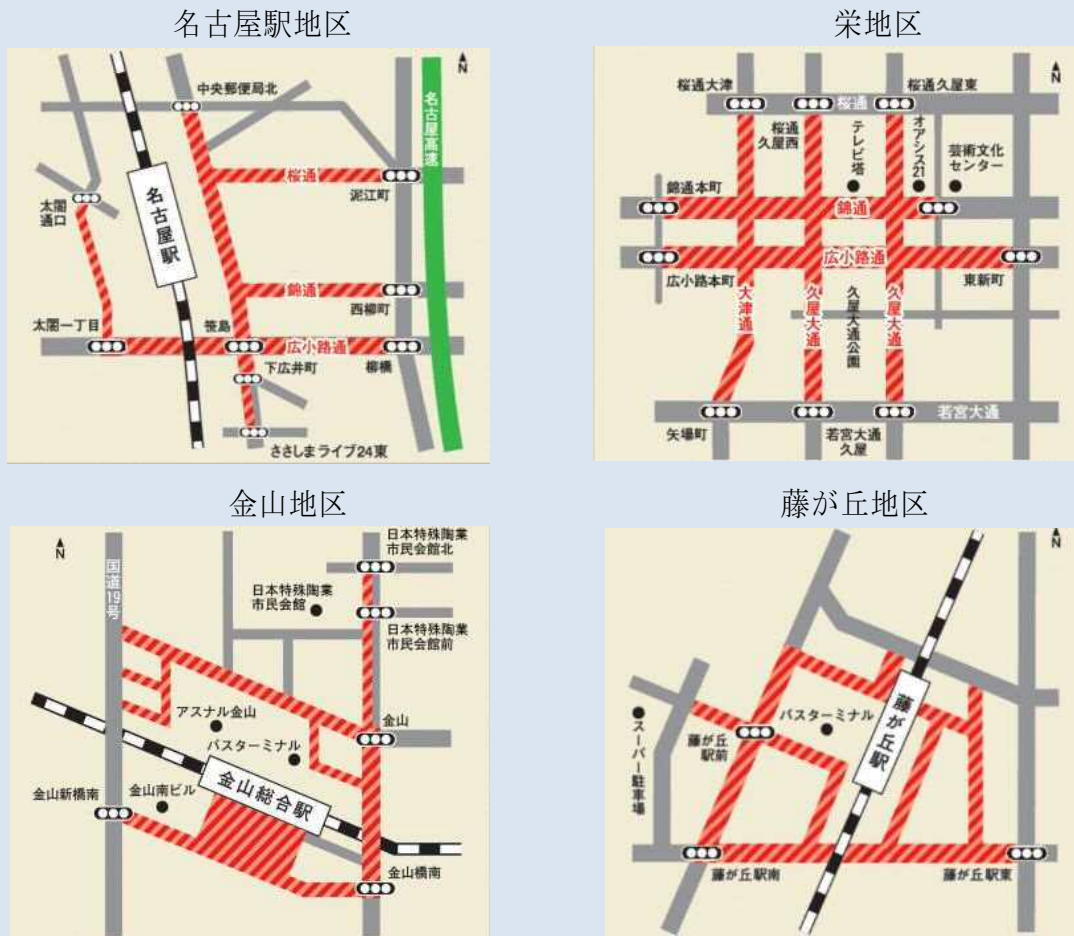 名古屋駅地区
N
中央郵便局北
名古屋高速
桜通
泥江町
太閤
通口
名古屋駅
錦通
西柳町
太閤一丁目
笹島
広小路通
下広井町
柳橋
ささしまライブ24東
栄地区
N
桜通大津
桜通久屋東
桜通
桜通
久屋西
テレビ塔
オアシス21
芸術文化
センター
錦通本町
錦通
広小路通
広小路本町
東新町
大津通
久屋大通
久屋大通公園
久屋大通
若宮大通
矢場町
若宮大通
久屋
金山地区
N
国道19号
日本特殊陶業
市民会館北
日本特殊陶業
市民会館
日本特殊陶業
市民会館前
アスナル金山
金山
バスターミナル
金山総合駅
金山新橋南
金山南ビル
金山橋南
藤が丘地区
N
藤が丘駅
バスターミナル
藤が丘
駅前
スーパー駐車場
藤が丘駅南
藤が丘駅東